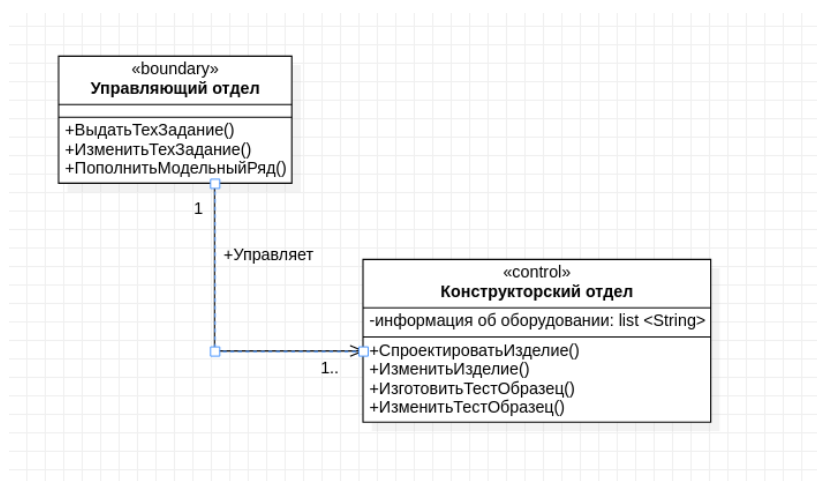 «boundary»
Управляющий отдел
+ВыдатьТехЗадание()
+ИзменитьТехЗадание()
+ПополнитьМодельныйРяд()
1
+Управляет
«control»
Конструкторский отдел
-информация об оборудовании: list <String>
+СпроектироватьИзделие()
1..
+ИзменитьИзделие()
+ИзготовитьТестОбразец()
+ИзменитьТестОбразец()